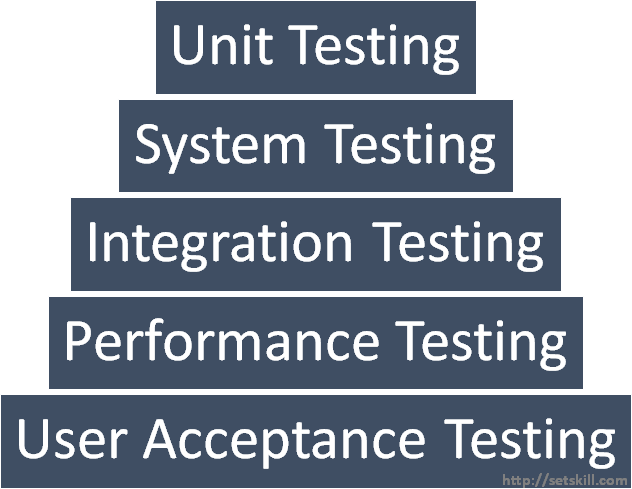 Unit Testing
System Testing
Integration Testing
Performance Testing
User Acceptance Testing
http://setskill.com